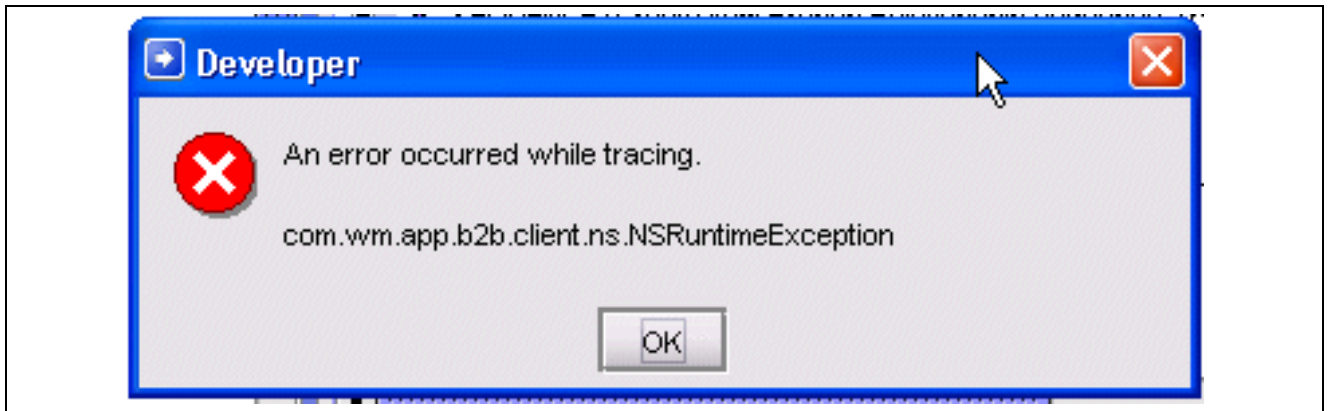 Developer
An error occurred while tracing.
com.wm.app.b2b.client.ns.NSRuntimeException
OK